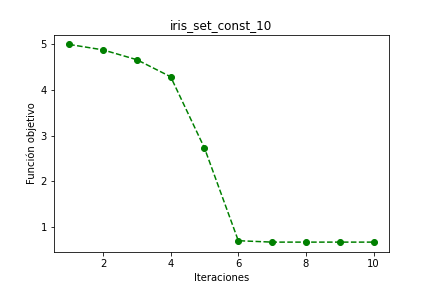 iris_set_const_10
Función objetivo
5
4
3
2
1
2 4 6 8 10
Iteraciones